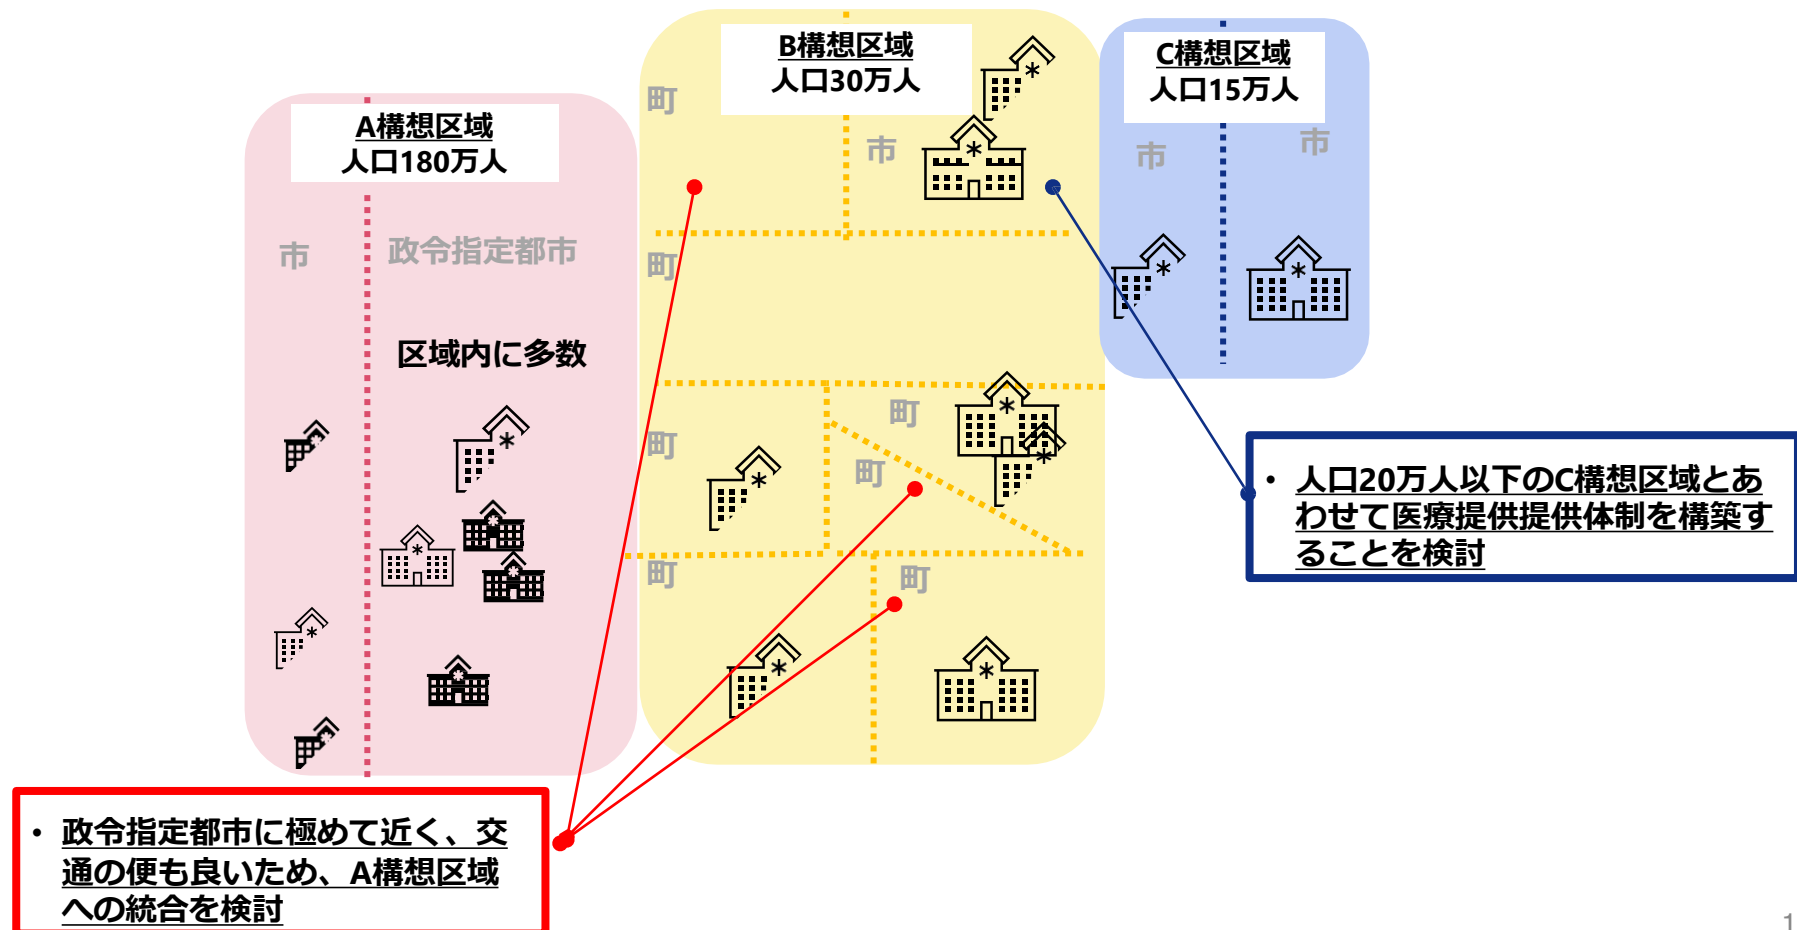 A構想区域
人口180万人
市
政令指定都市
区域内に多数
B構想区域
人口30万人
町
市
町
町
町
町
町
町
C構想区域
人口15万人
市
市
• 人口20万人以下のC構想区域とあ
わせて医療提供提供体制を構築す
ることを検討
• 政令指定都市に極めて近く、交
通の便も良いため、A構想区域
への統合を検討
1